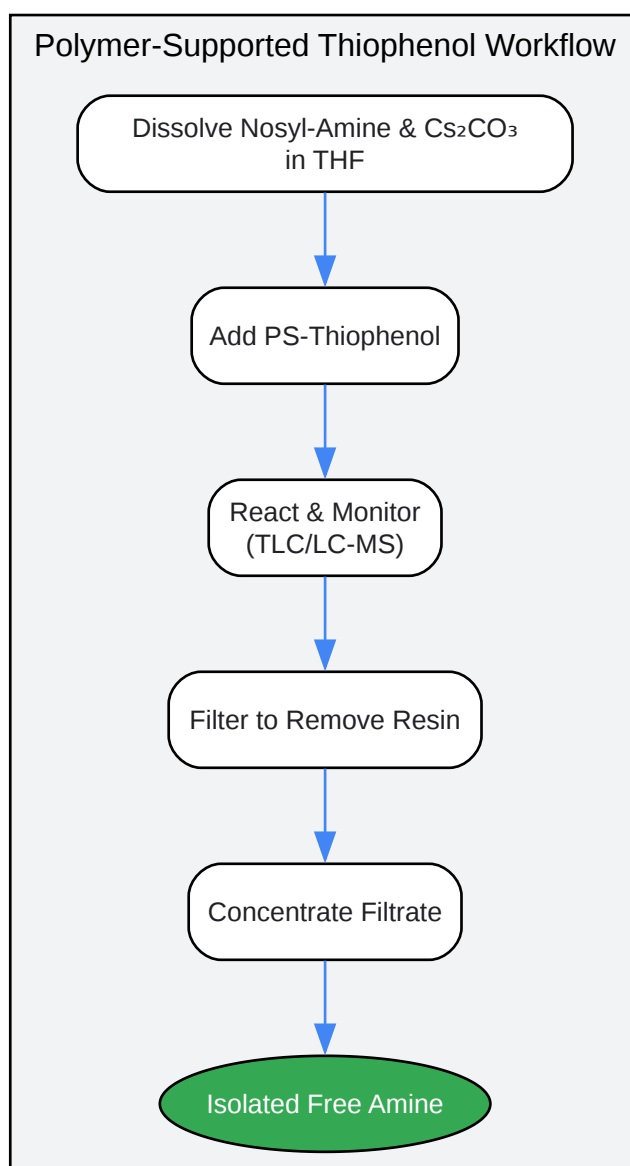 Polymer-Supported Thiophenol Workflow
Dissolve Nosyl-Amine & Cs₂CO₃
in THF
Add PS-Thiophenol
React & Monitor
(TLC/LC-MS)
Filter to Remove Resin
Concentrate Filtrate
Isolated Free Amine